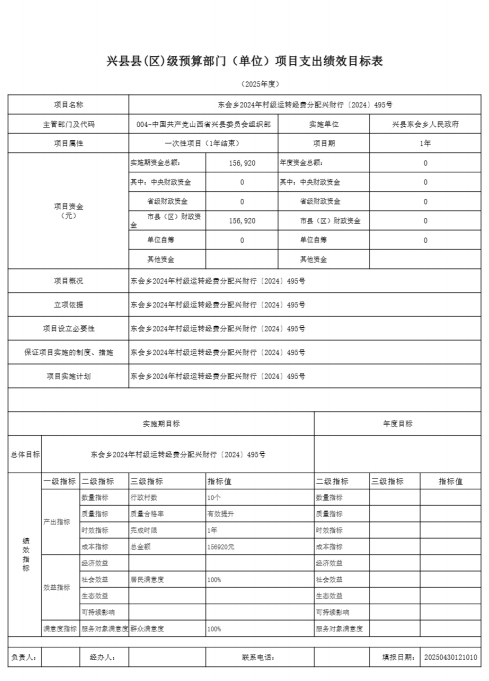 兴县县(区)级预算部门（单位）项目支出绩效目标表
（2025年度）
项目名称 东会乡2024年村级运转经费分配兴财行〔2024〕495号
主管部门及代码 004-中国共产党山西省兴县委员会组织部 实施单位 兴县东会乡人民政府
项目属性 一次性项目（1年结束） 项目期 1年
项目资金
（元）
实施期资金总额： 156,920 年度资金总额： 0
其中：中央财政资金 0 其中：中央财政资金 0
省级财政资金 0 省级财政资金 0
市县（区）财政资金 156,920 市县（区）财政资金 0
单位自筹 0 单位自筹 0
其他资金 其他资金
项目概况 东会乡2024年村级运转经费分配兴财行〔2024〕495号
立项依据 东会乡2024年村级运转经费分配兴财行〔2024〕495号
项目设立必要性 东会乡2024年村级运转经费分配兴财行〔2024〕495号
保证项目实施的制度、措施 东会乡2024年村级运转经费分配兴财行〔2024〕495号
项目实施计划 东会乡2024年村级运转经费分配兴财行〔2024〕495号
实施期目标 年度目标
总体目标 东会乡2024年村级运转经费分配兴财行〔2024〕495号
绩效指标
一级指标 二级指标 三级指标 指标值 二级指标 三级指标 指标值
产出指标
数量指标 行政村数 10个 数量指标
质量指标 质量合格率 有效提升 质量指标
时效指标 完成时限 1年 时效指标
成本指标 总金额 156920元 成本指标
效益指标
经济效益 经济效益
社会效益 居民满意度 100% 社会效益
生态效益 生态效益
可持续影响 可持续影响
满意度指标 服务对象满意度 群众满意度 100% 服务对象满意度
负责人： 经办人： 联系电话： 填报日期： 20250430121010